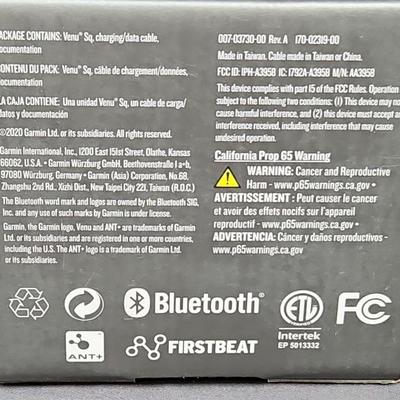 PACKAGE CONTAINS: Venu® Sq, charging/data cable,
documentation
CONTENU DU PACK: Venu® Sq, câble de chargement/données,
documentation
LA CAJA CONTIENE: Una unidad Venu® Sq, un cable de carga/
datos y documentación
©2020 Garmin Ltd. or its subsidiaries. All rights reserved.
Garmin International, Inc., 1200 East 151st Street, Olathe, Kansas
66062, U.S.A. • Garmin Würzburg GmbH, Beethovenstraße 1a-b,
97080 Würzburg, Germany • Garmin (Asia) Corporation, No.68,
Zhangshu 2nd Rd., Xizhi Dist., New Taipei City 221, Taiwan (R.O.C.)
The Bluetooth word mark and logos are owned by the Bluetooth SIG,
Inc. and any use of such marks by Garmin is under license.
Garmin, the Garmin logo, Venu and ANT+ are trademarks of Garmin
Ltd. or its subsidiaries and are registered in one or more countries,
including the U.S. ANT is a trademark of Garmin Ltd. or its
subsidiaries.
007-03730-00 Rev. A 170-02319-00
Made in Taiwan. Cable made in Taiwan or China.
FCC ID: IPH-A3958 IC: 1792A-A3958 M/N: AA3958
This device complies with part 15 of the FCC Rules. Operation
subject to the following two conditions: (1) This device may not
cause harmful interference, and (2) this device must accept an
interference received, including interference that may cause
undesired operation.
California Prop 65 Warning
WARNING: Cancer and Reproductive
Harm - www.p65warnings.ca.gov •
AVERTISSEMENT : Peut causer le cancer
et avoir des effets nocifs sur l'appareil
reproductif - www.p65warnings.ca.gov •
ADVERTENCIA: Cáncer y daños reproductivos
- www.p65warnings.ca.gov
Bluetooth®
ETL
Intertek
EP 5013332
FC
ANT+
FIRSTBEAT